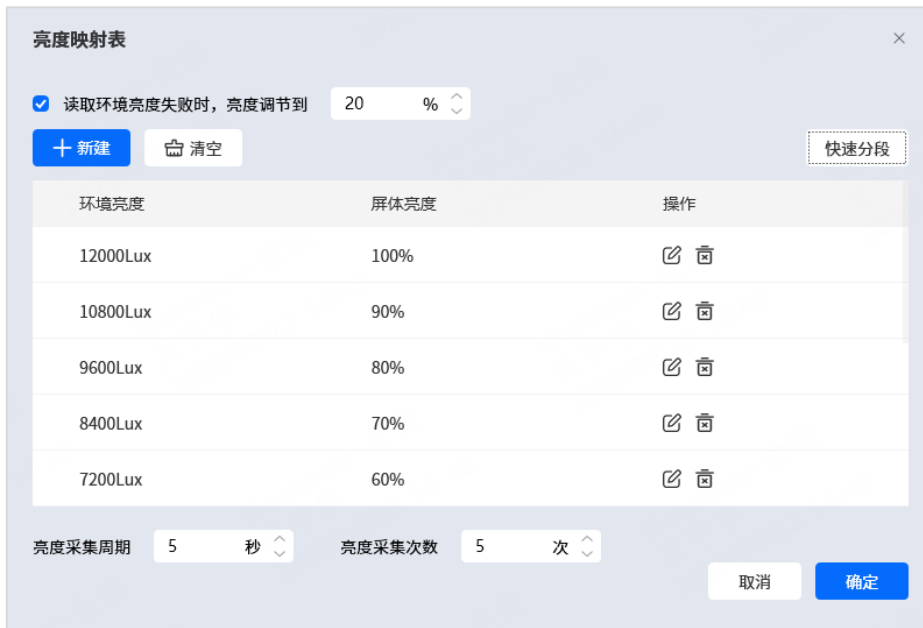 亮度映射表
读取环境亮度失败时，亮度调节到 20 %
新建 清空 快速分段
环境亮度 屏体亮度 操作
12000Lux 100%
10800Lux 90%
9600Lux 80%
8400Lux 70%
7200Lux 60%
亮度采集周期 5 秒 亮度采集次数 5 次
取消 确定